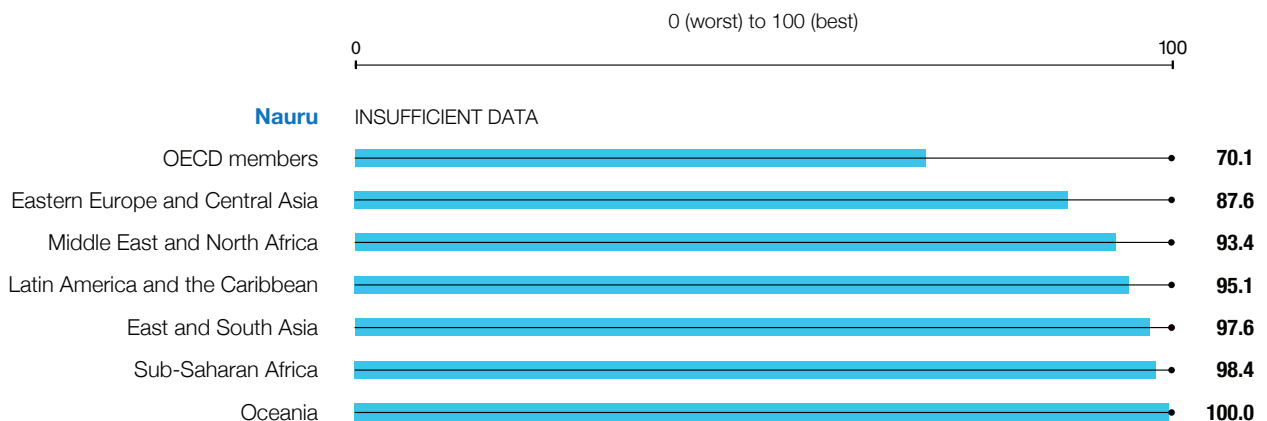 0 (worst) to 100 (best)
0 100
Nauru INSUFFICIENT DATA
OECD members 70.1
Eastern Europe and Central Asia 87.6
Middle East and North Africa 93.4
Latin America and the Caribbean 95.1
East and South Asia 97.6
Sub-Saharan Africa 98.4
Oceania 100.0